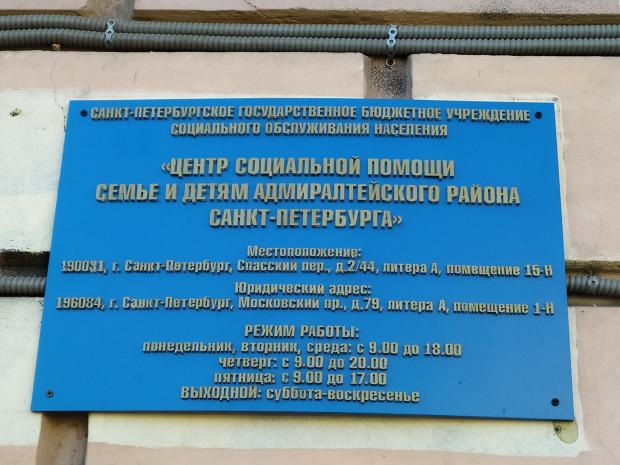 САНКТ-ПЕТЕРБУРГСКОЕ ГОСУДАРСТВЕННОЕ БЮДЖЕТНОЕ УЧРЕЖДЕНИЕ
СОЦИАЛЬНОГО ОБСЛУЖИВАНИЯ НАСЕЛЕНИЯ
«ЦЕНТР СОЦИАЛЬНОЙ ПОМОЩИ
СЕМЬЕ И ДЕТЯМ АДМИРАЛТЕЙСКОГО РАЙОНА
САНКТ-ПЕТЕРБУРГА»
Местоположение:
190031, г. Санкт-Петербург, Спасский пер., д.2/44, литера А, помещение 15-Н
Юридический адрес:
196084, г. Санкт-Петербург, Московский пр., д.79, литера А, помещение 1-Н
РЕЖИМ РАБОТЫ:
понедельник, вторник, среда: с 9.00 до 18.00
четверг: с 9.00 до 20.00
пятница: с 9.00 до 17.00
ВЫХОДНОЙ: суббота-воскресенье